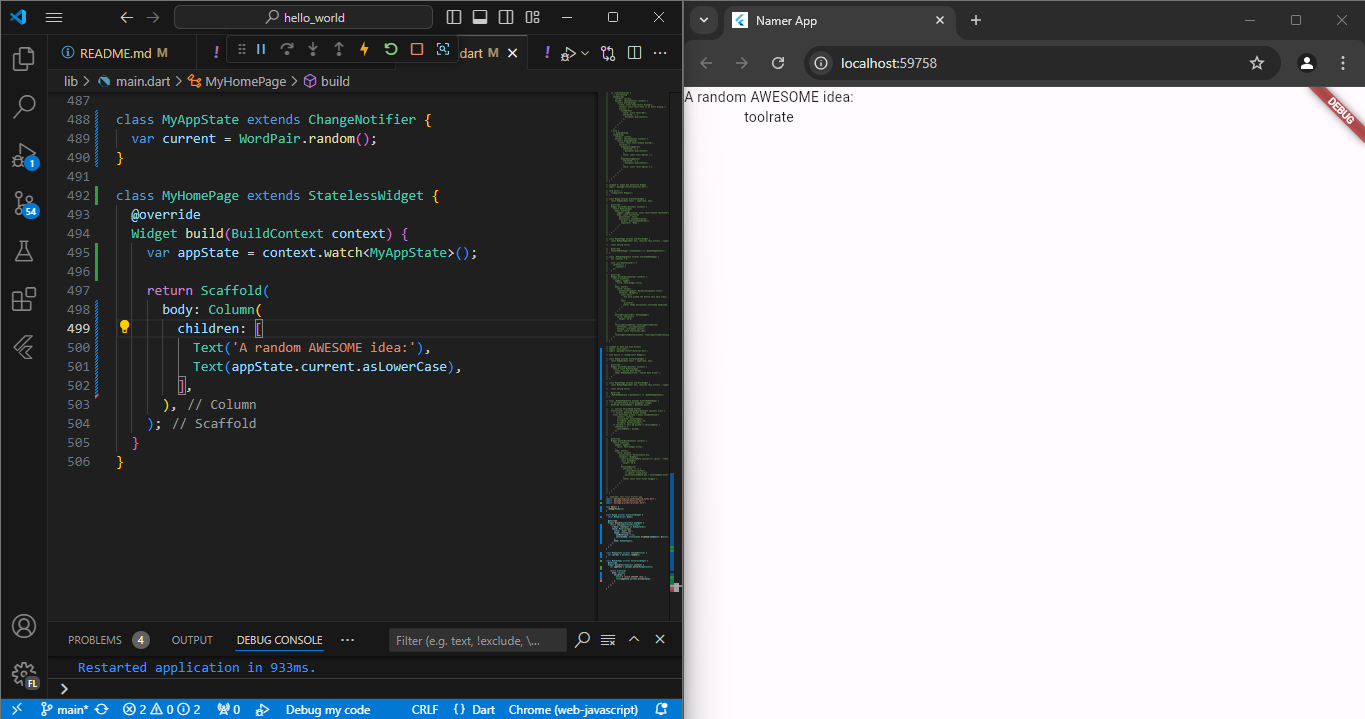 hello_world
README.md M
dart M
lib > main.dart > MyHomePage > build
487
488 class MyAppState extends ChangeNotifier {
489 var current = WordPair.random();
490 }
491
492 class MyHomePage extends StatelessWidget {
493 @override
494 Widget build(BuildContext context) {
495 var appState = context.watch<MyAppState>();
496
497 return Scaffold(
498 body: Column(
499 children: [
500 Text('A random AWESOME idea:'),
501 Text(appState.current.asLowerCase),
502 ],
503 ), // Column
504 ); // Scaffold
505 }
506 }
1
54
FL
PROBLEMS 4 OUTPUT DEBUG CONSOLE ... Filter (e.g. text, !exclude, \...
Restarted application in 933ms.
>
main* 2 0 2 0 Debug my code CRLF {} Dart Chrome (web-javascript)
Namer App
localhost:59758
A random AWESOME idea:
toolrate
DEBUG